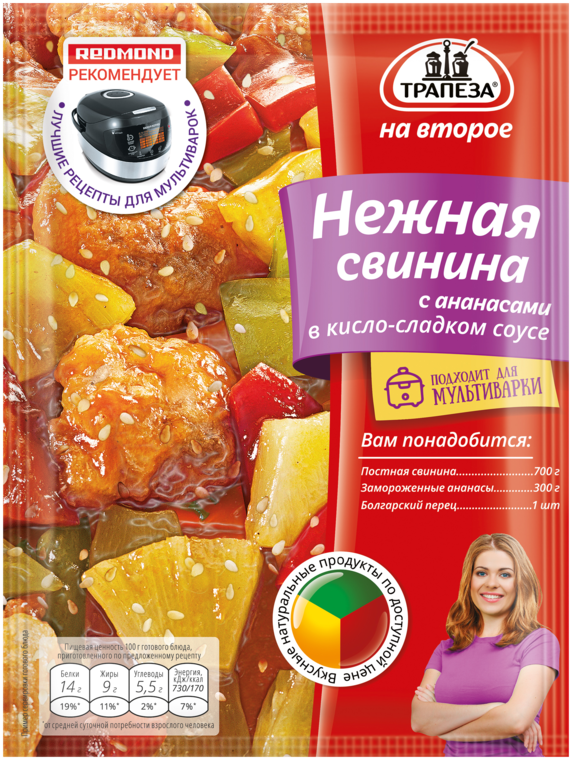 REDMOND
РЕКОМЕНДУЕТ
• ЛУЧШИЕ РЕЦЕПТЫ ДЛЯ МУЛЬТИВАРОК •
ТРАПЕЗА®
на второе
Нежная
свинина
с ананасами
в кисло-сладком соусе
ПОДХОДИТ ДЛЯ
МУЛЬТИВАРКИ
Вам понадобится:
Постная свинина..........................700 г
Замороженные ананасы................300 г
Болгарский перец.........................1 шт
Вкусные натуральные продукты по доступной цене
Пищевая ценность 100 г готового блюда,
приготовленного по предложенному рецепту
Белки Жиры Углеводы Энергия, кДж/ккал
14 г 9 г 5,5 г 730/170
19%* 11%* 2%* 7%*
*от средней суточной потребности взрослого человека